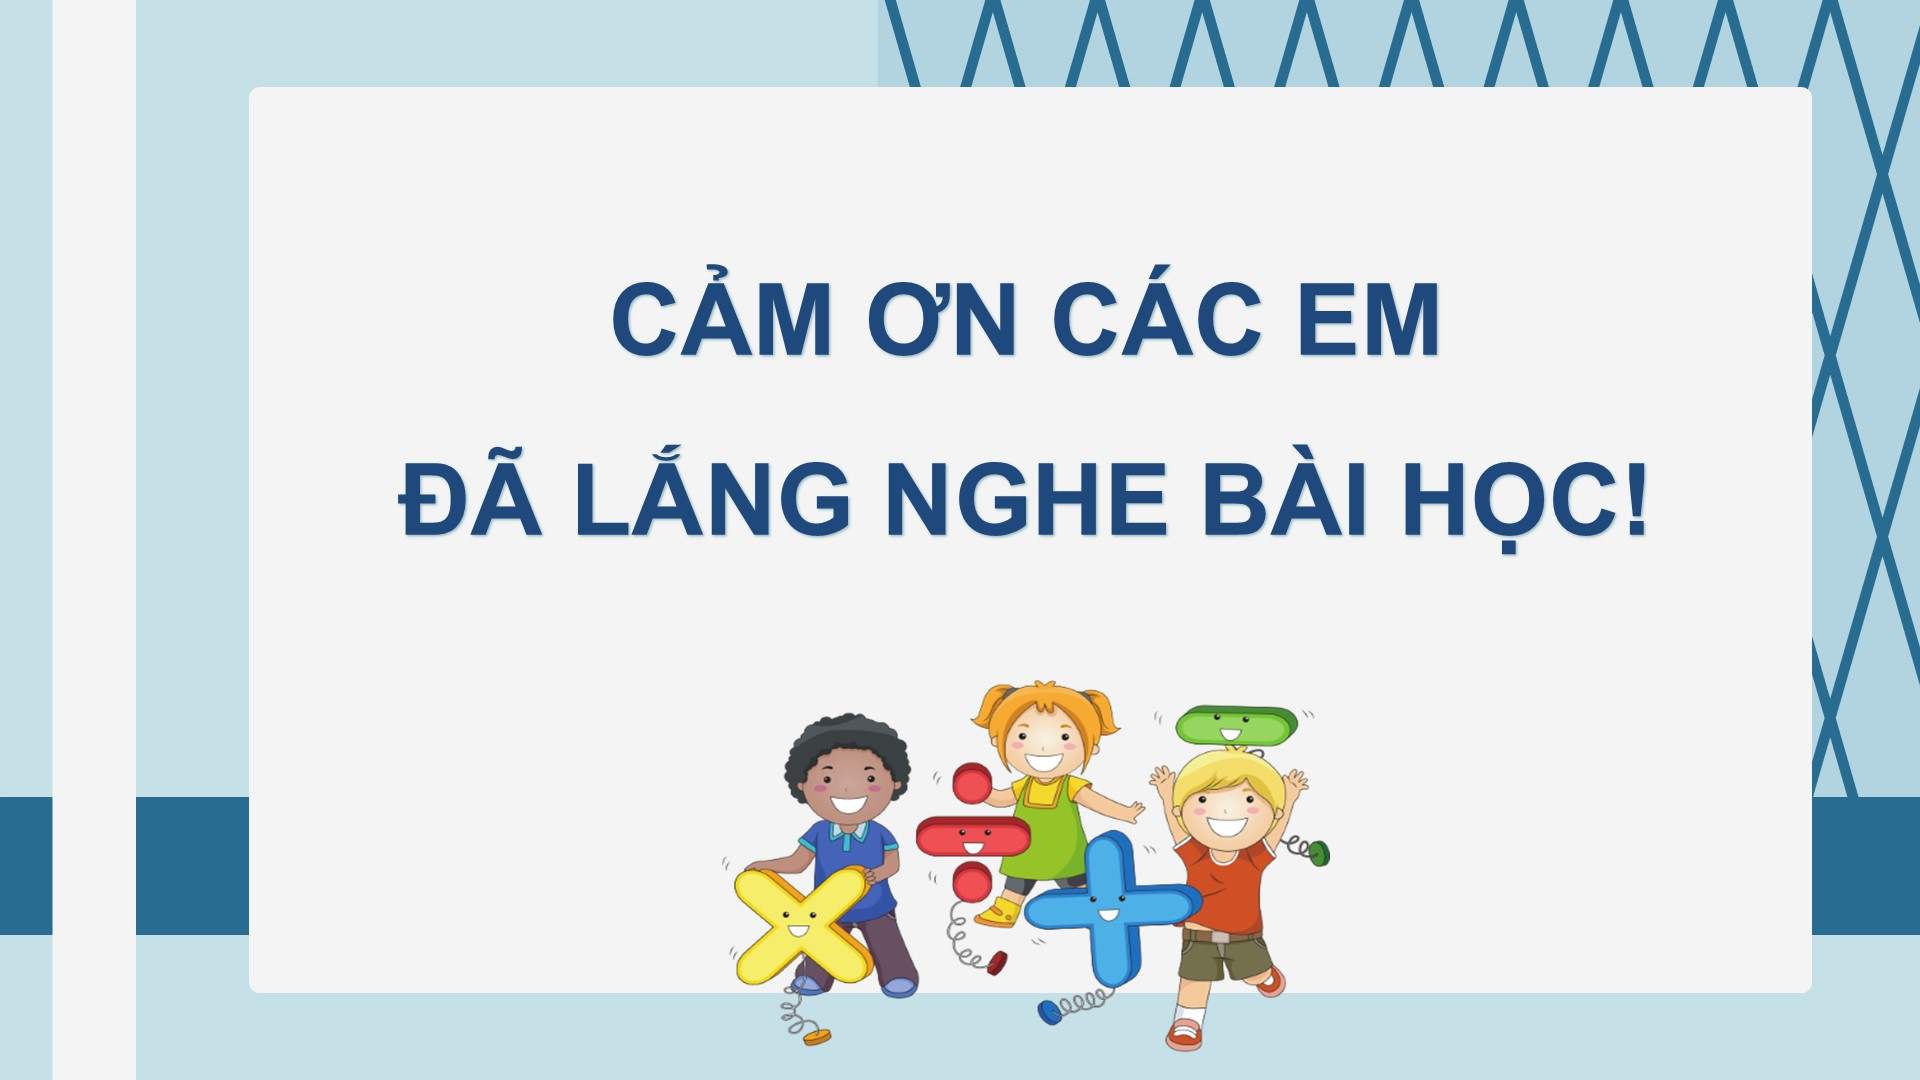 CẢM ƠN CÁC EM
ĐÃ LẮNG NGHE BÀI HỌC!